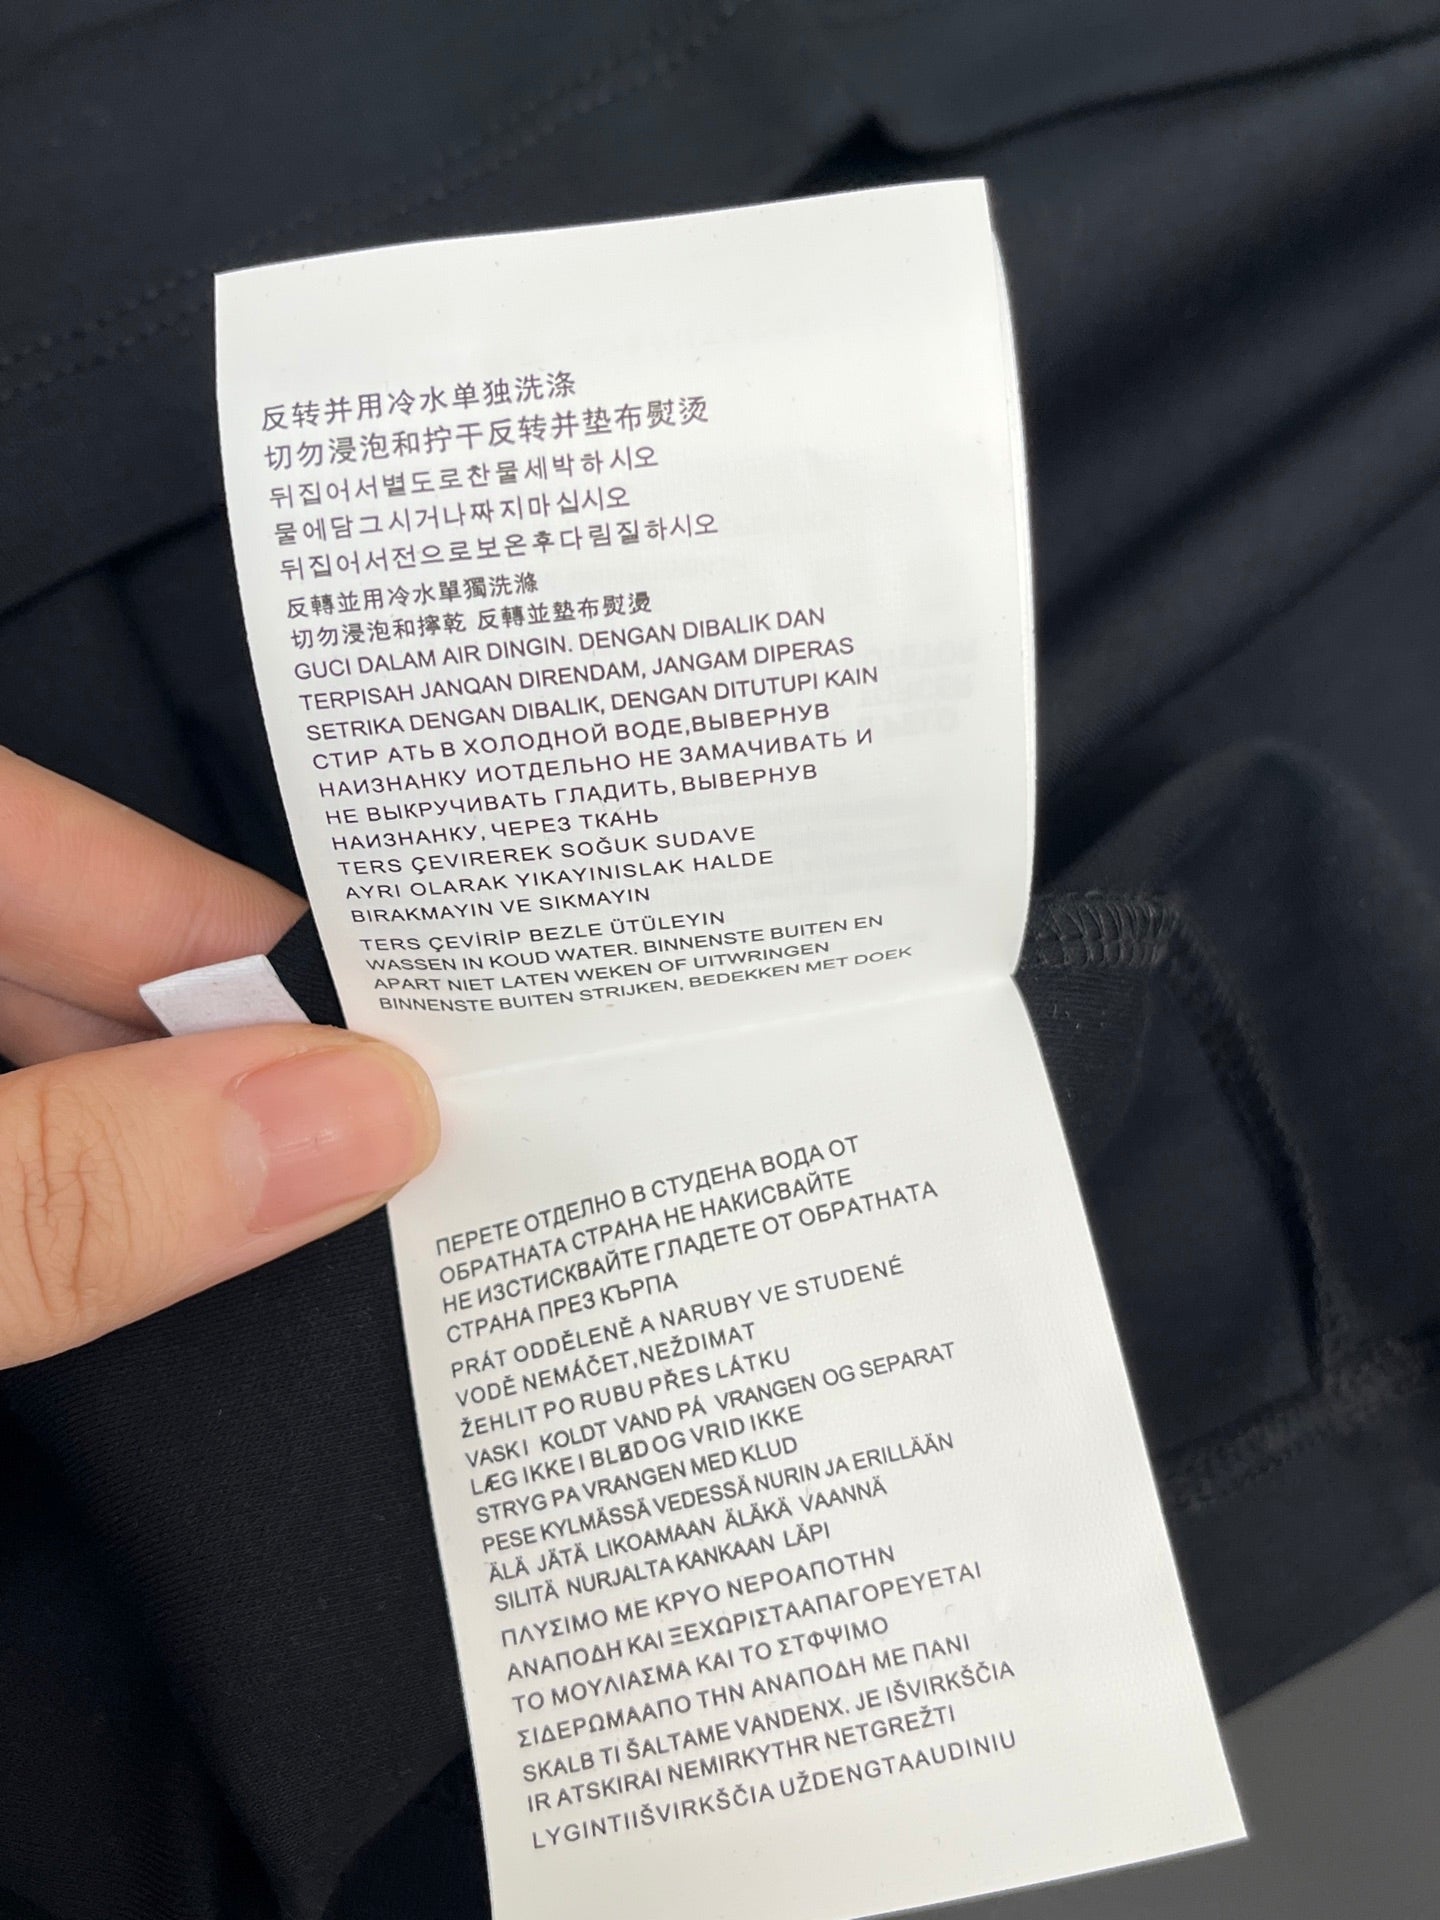 反转并用冷水单独洗涤
切勿浸泡和拧干反转并垫布熨烫
뒤집어서별도로찬물세박하시오
물에담그시거나짜지마십시오
뒤집어서전으로보온후다림질하시오
反轉並用冷水單獨洗滌
切勿浸泡和擰乾 反轉並墊布熨燙
GUCI DALAM AIR DINGIN. DENGAN DIBALIK DAN
TERPISAH JANQAN DIRENDAM, JANGAM DIPERAS
SETRIKA DENGAN DIBALIK, DENGAN DITUTUPI KAIN
СТИР АТЬ В ХОЛОДНОЙ ВОДЕ,ВЫВЕРНУВ
НАИЗНАНКУ ИОТДЕЛЬНО НЕ ЗАМАЧИВАТЬ И
НЕ ВЫКРУЧИВАТЬ ГЛАДИТЬ, ВЫВЕРНУВ
НАИЗНАНКУ, ЧЕРЕЗ ТКАНЬ
TERS ÇEVIREREK SOĞUK SUDAVE
AYRI OLARAK YIKAYINISLAK HALDE
BIRAKMAYIN VE SIKMAYIN
TERS ÇEVİRİP BEZLE ÜTÜLEYIN
WASSEN IN KOUD WATER. BINNENSTE BUITEN EN
APART NIET LATEN WEKEN OF UITWRINGEN
BINNENSTE BUITEN STRIJKEN, BEDEKKEN MET DOEK
ПЕРЕТЕ ОТДЕЛНО В СТУДЕНА ВОДА ОТ
ОБРАТНАТА СТРАНА НЕ НАКИСВАЙТЕ
НЕ ИЗСТИСКВАЙТЕ ГЛАДЕТЕ ОТ ОБРАТНАТА
СТРАНА ПРЕЗ КЪРПА
PRÁT ODDĚLENĚ A NARUBY VE STUDENÉ
VODĚ NEMÁČET,NEŽDIMAT
ŽEHLIT PO RUBU PŘES LÁTKU
VASK I KOLDT VAND PÁ VRANGEN OG SEPARAT
LÆG IKKE I BLØD OG VRID IKKE
STRYG PA VRANGEN MED KLUD
PESE KYLMÄSSÄ VEDESSÄ NURIN JA ERILLÄÄN
ÄLÄ JÄTÄ LIKOAMAAN ÄLÄKÄ VAANNÄ
SILITÄ NURJALTA KANKAAN LÄPI
ΠΛΥΣΙΜΟ ΜΕ ΚΡΥΟ ΝΕΡΟΑΠΟΤΗΝ
ΑΝΑΠΟΔΗ ΚΑΙ ΞΕΧΩΡΙΣΤΑΑΠΑΓΟΡΕΥΕΤΑΙ
ΤΟ ΜΟΥΛΙΑΣΜΑ ΚΑΙ ΤΟ ΣΤΦΨΙΜΟ
ΣΙΔΕΡΩΜΑΑΠΟ ΤΗΝ ΑΝΑΠΟΔΗ ΜΕ ΠΑΝΙ
SKALB TI ŠALTAME VANDENX. JE IŠVIRKŠČIA
IR ATSKIRAI NEMIRKYTHR NETGREŽTI
LYGINTIIŠVIRKŠČIA UŽDENGTAAUDINIU